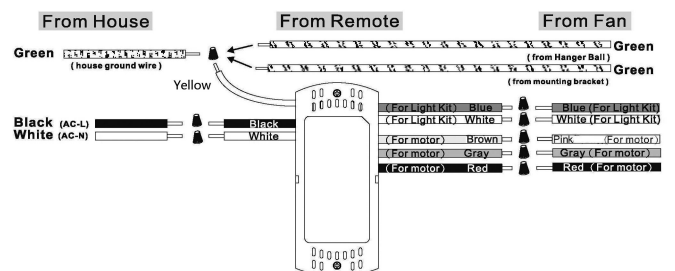 From House From Remote From Fan
Green Green
( house ground wire ) ( from Hanger Ball )
Green
Yellow ( from mounting bracket )
(For Light Kit) Blue Blue (For Light Kit)
Black (AC-L) Black (For Light Kit) White White (For Light Kit)
White (AC-N) White (For motor) Brown Pink (For motor)
(For motor) Gray Gray (For motor)
(For motor) Red Red (For motor)